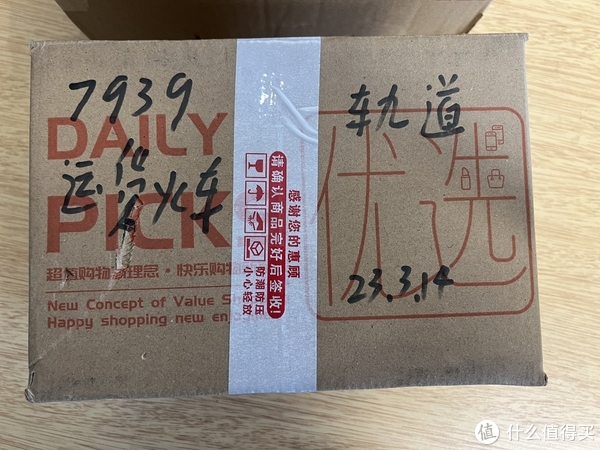 7939
运货火车
轨道
23.3.14
DAILY
PICK
优选
超值购物新理念·快乐购物
New Concept of Value S
Happy shopping new en
感谢您的惠顾
请确认商品完好后签收!
防潮防压
小心轻放
值 什么值得买